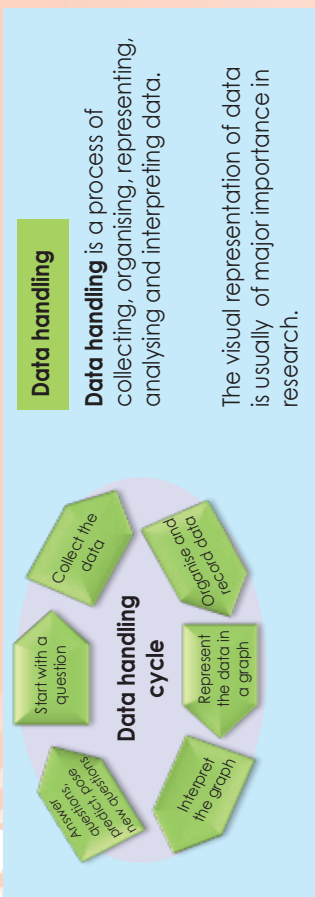 Data handling
Data handling is a process of
collecting, organising, representing,
analysing and interpreting data.
The visual representation of data
is usually of major importance in
research.
Data handling
cycle
Start with a
question
Collect the
data
Organise and
record data
Represent
the data in
a graph
Interpret
the graph
Answer
questions,
predict, pose
new questions